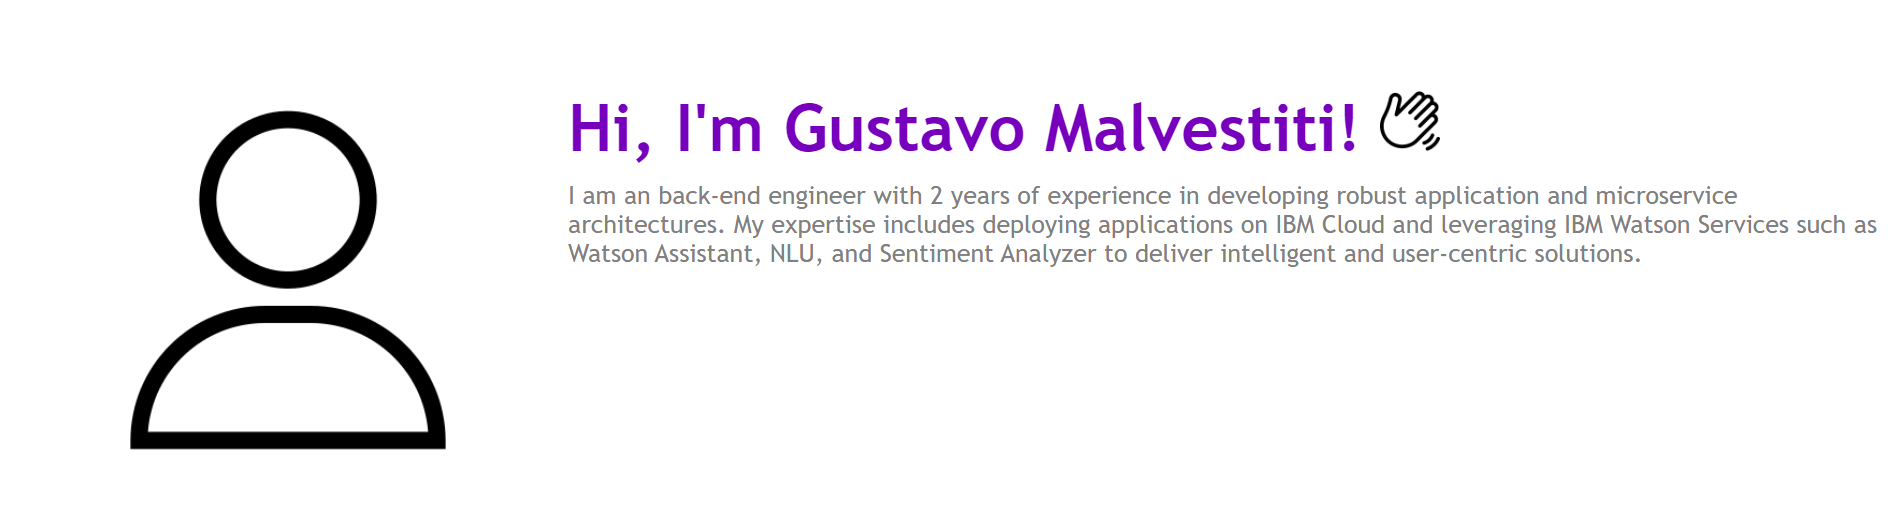 Hi, I'm Gustavo Malvestiti!
I am an back-end engineer with 2 years of experience in developing robust application and microservice
architectures. My expertise includes deploying applications on IBM Cloud and leveraging IBM Watson Services such as
Watson Assistant, NLU, and Sentiment Analyzer to deliver intelligent and user-centric solutions.